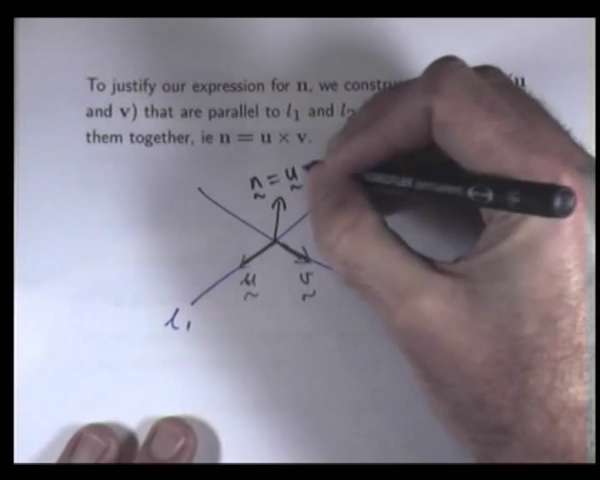 To justify our expression for n, we constru (u
and v) that are parallel to l₁ and l₂
them together, ie n = u × v.
n = u
u v
l₁